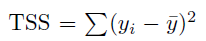 TSS = ∑(yᵢ − ȳ)²